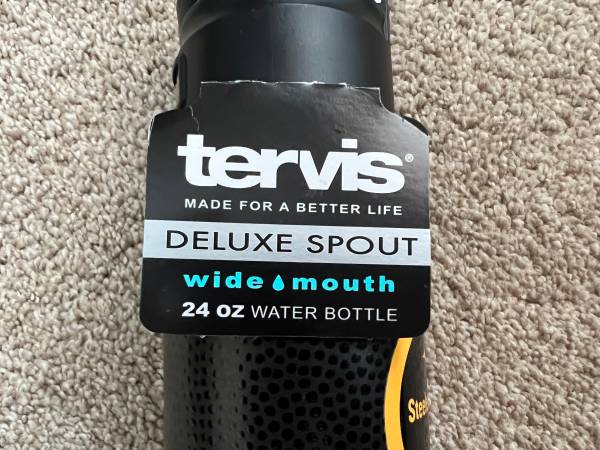 tervis®
MADE FOR A BETTER LIFE
DELUXE SPOUT
wide mouth
24 OZ WATER BOTTLE